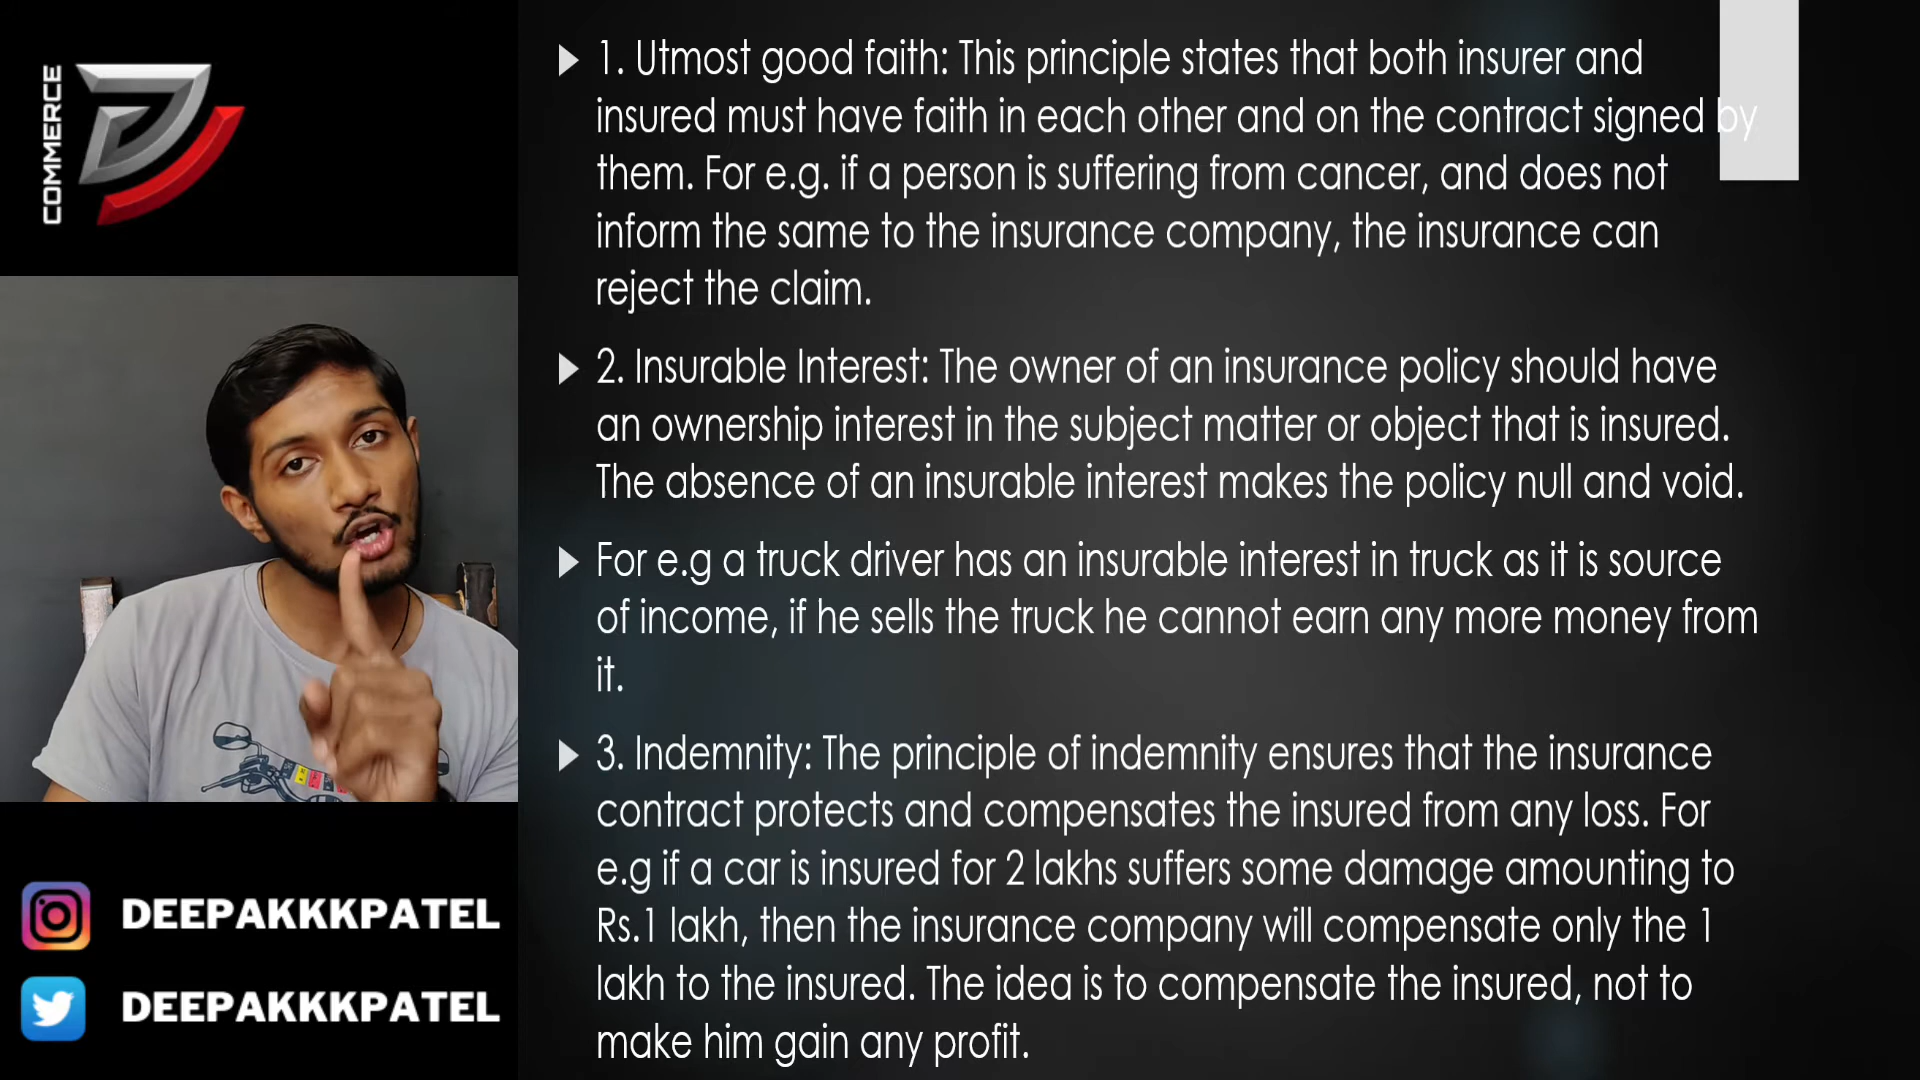 COMMERCE
1. Utmost good faith: This principle states that both insurer and
insured must have faith in each other and on the contract signed by
them. For e.g. if a person is suffering from cancer, and does not
inform the same to the insurance company, the insurance can
reject the claim.
2. Insurable Interest: The owner of an insurance policy should have
an ownership interest in the subject matter or object that is insured.
The absence of an insurable interest makes the policy null and void.
For e.g a truck driver has an insurable interest in truck as it is source
of income, if he sells the truck he cannot earn any more money from
it.
3. Indemnity: The principle of indemnity ensures that the insurance
contract protects and compensates the insured from any loss. For
e.g if a car is insured for 2 lakhs suffers some damage amounting to
Rs.1 lakh, then the insurance company will compensate only the 1
lakh to the insured. The idea is to compensate the insured, not to
make him gain any profit.
DEEPAKKKPATEL
DEEPAKKKPATEL